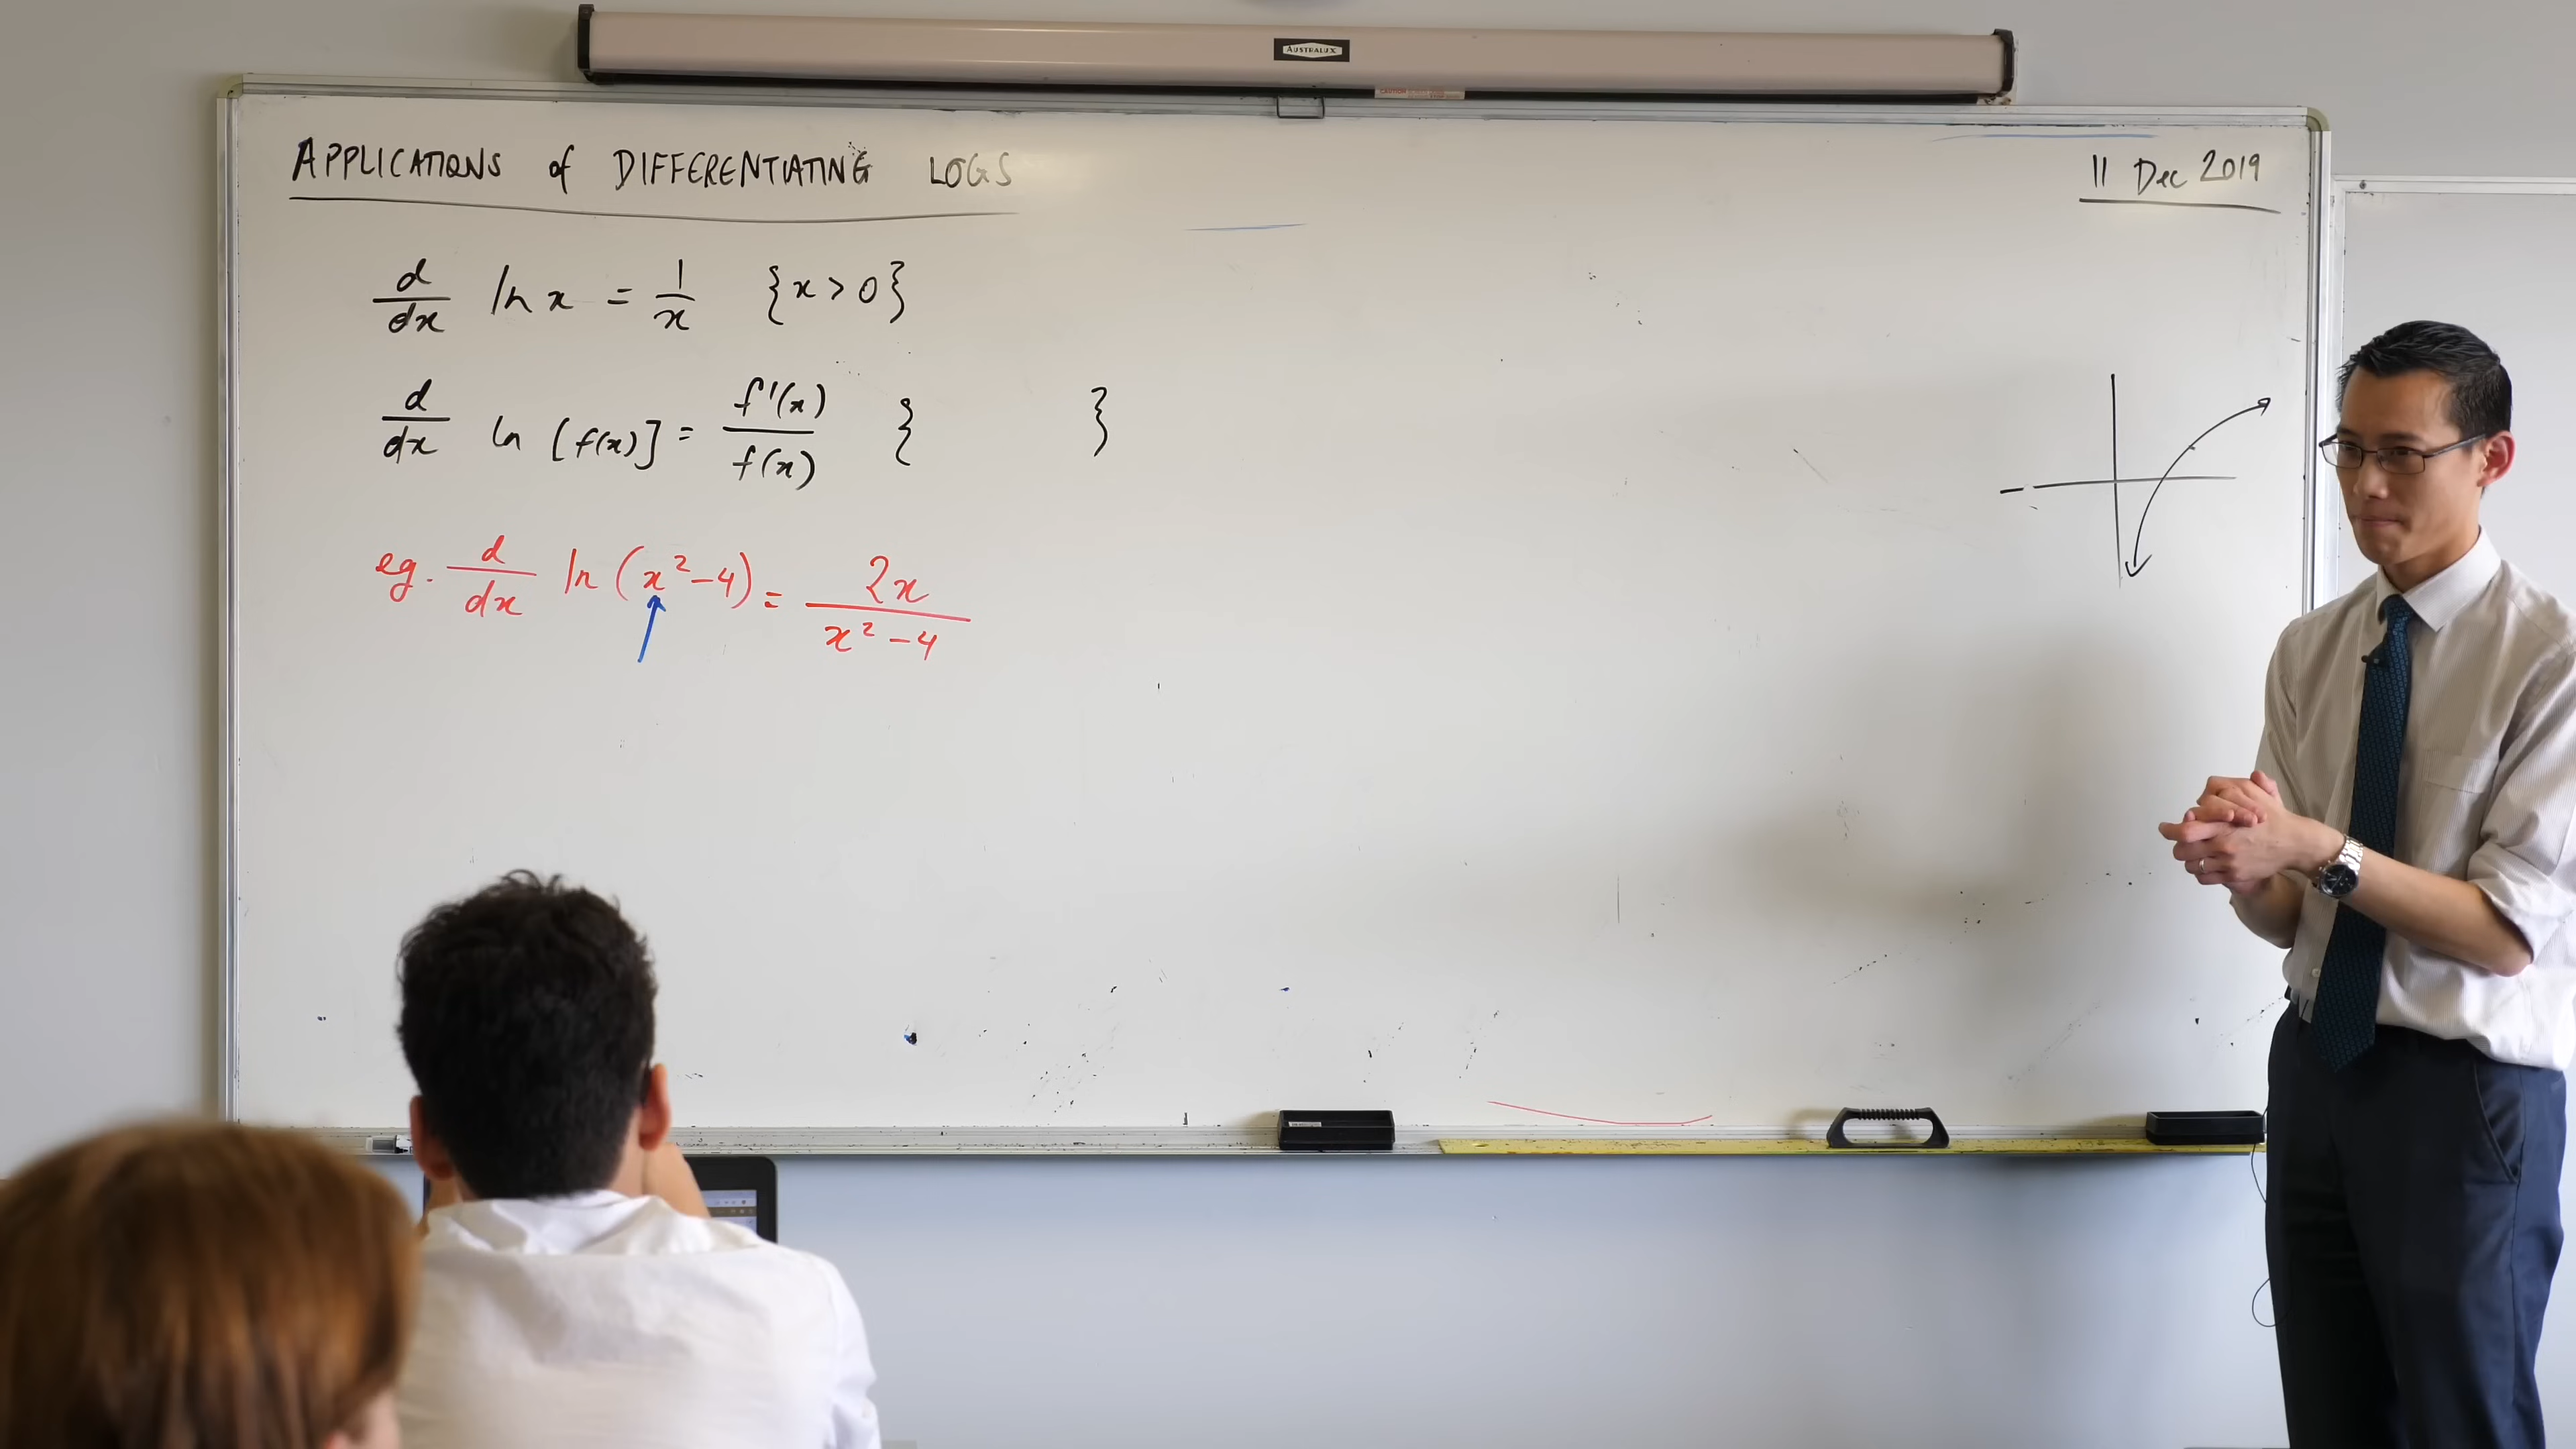 AUSTRALUX
CAUTION
APPLICATIONS of DIFFERENTIATING LOGS
11 Dec 2019
d/dx ln x = 1/x {x > 0}
d/dx ln [f(x)] = f'(x)/f(x) { }
eg. d/dx ln (x²-4) = 2x/(x²-4)